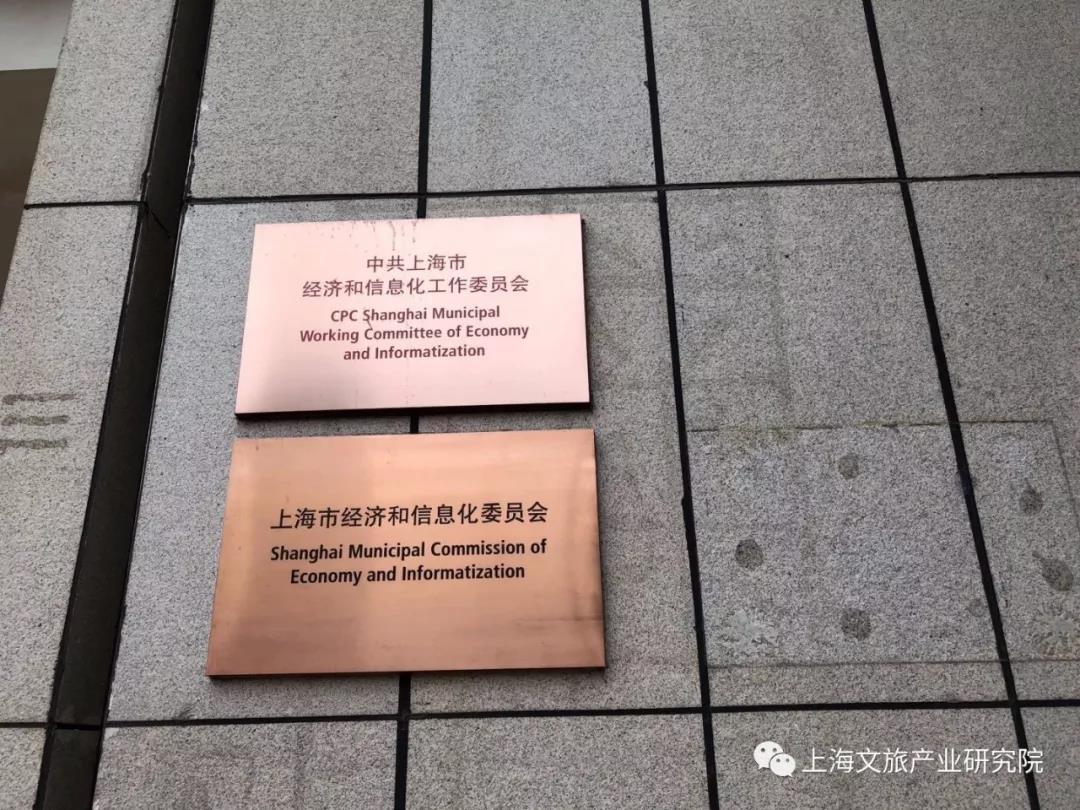 中共上海市
经济和信息化工作委员会
CPC Shanghai Municipal
Working Committee of Economy
and Informatization
上海市经济和信息化委员会
Shanghai Municipal Commission of
Economy and Informatization
上海文旅产业研究院